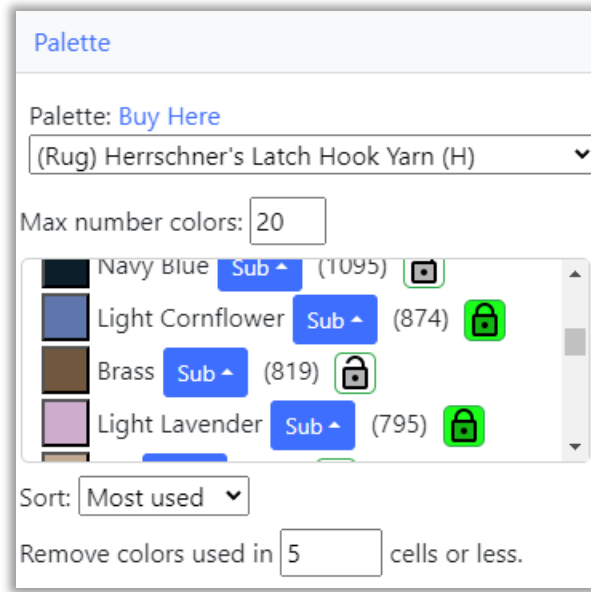 Palette
Palette: Buy Here
(Rug) Herrschner's Latch Hook Yarn (H)
Max number colors: 20
Navy Blue Sub (1095)
Light Cornflower Sub (874)
Brass Sub (819)
Light Lavender Sub (795)
Sort: Most used
Remove colors used in 5 cells or less.